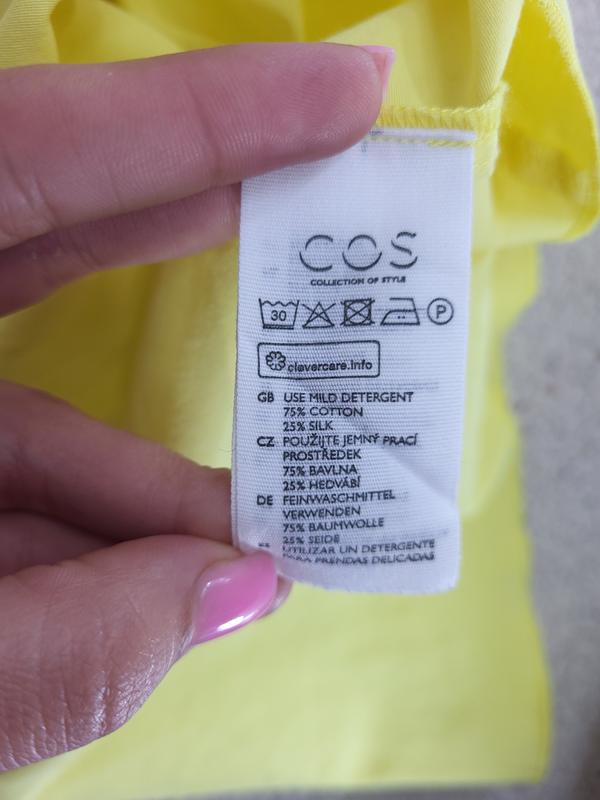 COS
COLLECTION OF STYLE
30 P
clevercare.info
GB USE MILD DETERGENT
75% COTTON
25% SILK
CZ POUŽIJTE JEMNÝ PRACÍ
PROSTŘEDEK
75% BAVLNA
25% HEDVÁBÍ
DE FEINWASCHMITTEL
VERWENDEN
75% BAUMWOLLE
25% SEIDE
UTILIZAR UN DETERGENTE
PARA PRENDAS DELICADAS